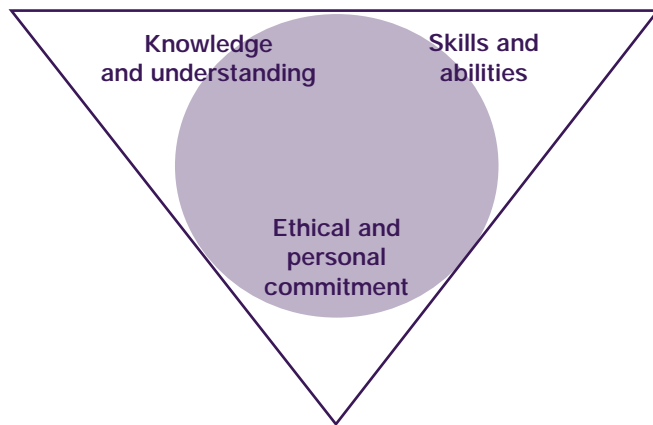 Knowledge
and understanding
Skills and
abilities
Ethical and
personal
commitment